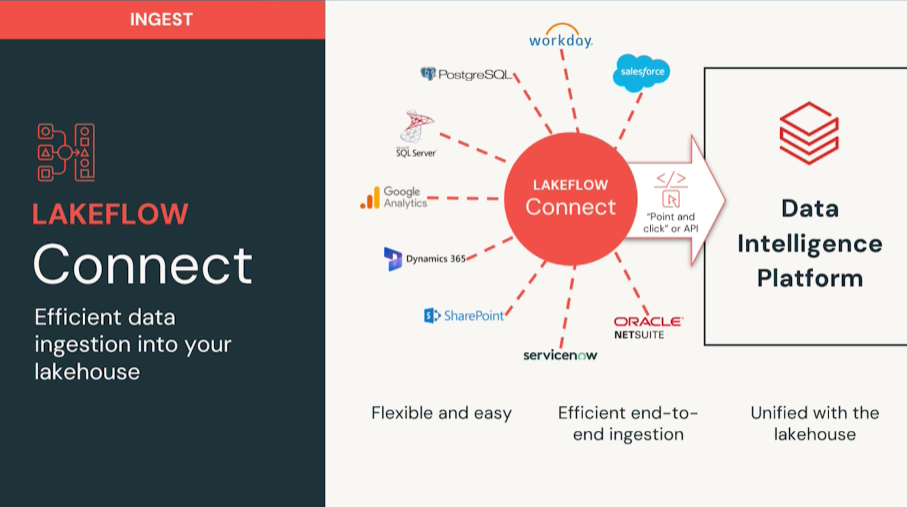 INGEST
LAKEFLOW
Connect
Efficient data
ingestion into your
lakehouse
workday.
salesforce
PostgreSQL
Microsoft
SQL Server
Google
Analytics
Dynamics 365
SharePoint
servicenow
ORACLE
NETSUITE
LAKEFLOW
Connect
</>
“Point and
click” or API
Data
Intelligence
Platform
Flexible and easy
Efficient end-to-
end ingestion
Unified with the
lakehouse